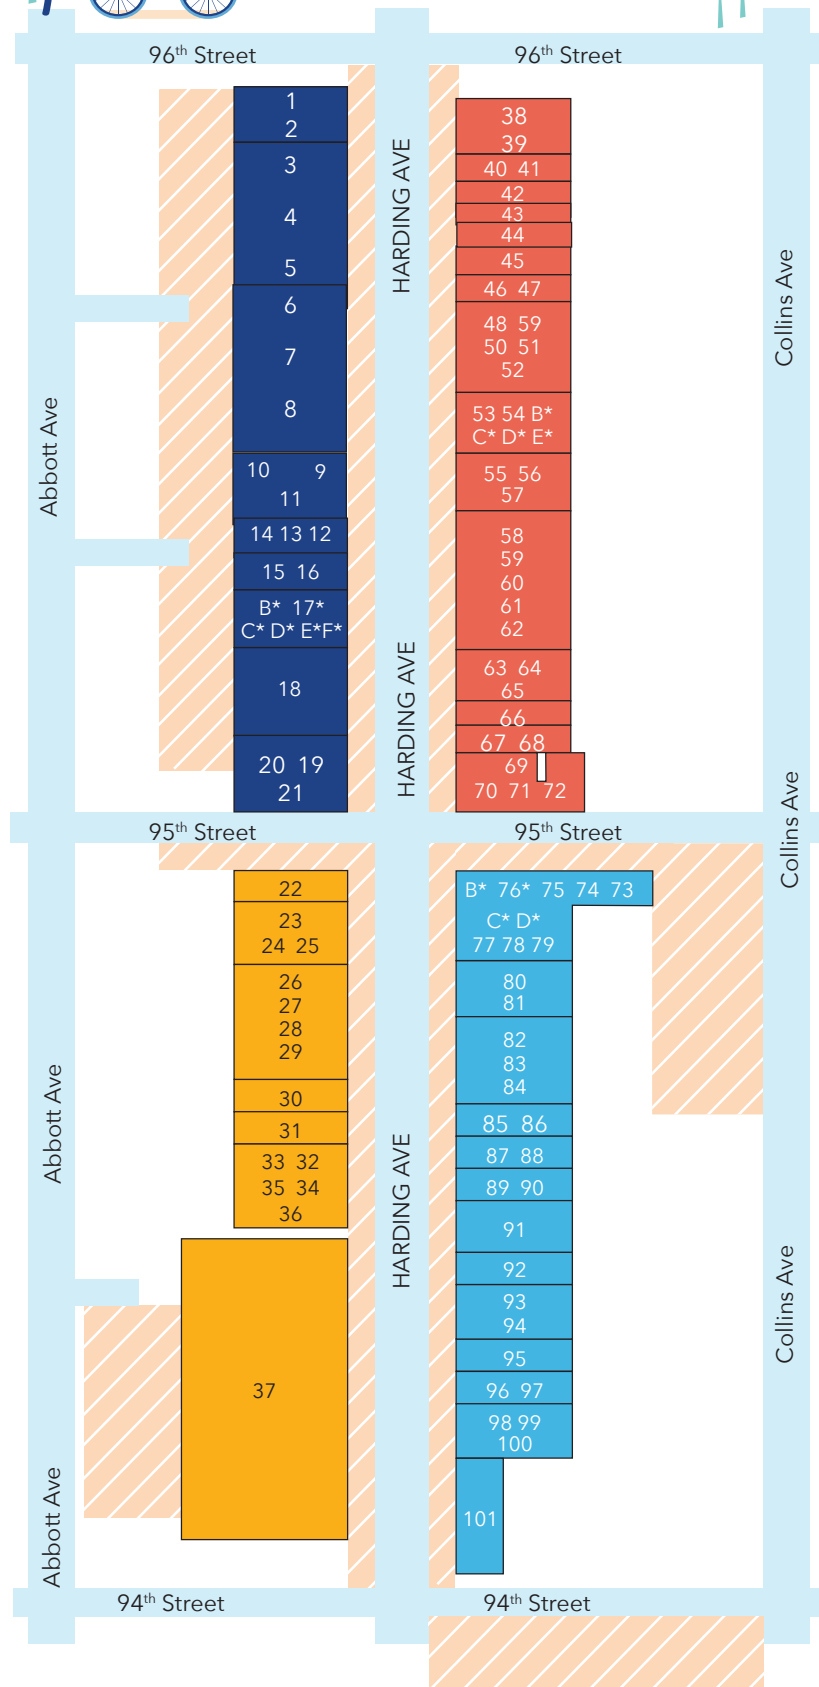 96th Street
96th Street
1
2
3
4
5
6
7
8
10 9
11
14 13 12
15 16
B* 17*
C* D* E*F*
18
20 19
21
HARDING AVE
HARDING AVE
38
39
40 41
42
43
44
45
46 47
48 59
50 51
52
53 54 B*
C* D* E*
55 56
57
58
59
60
61
62
63 64
65
66
67 68
69
70 71 72
Abbott Ave
Collins Ave
Collins Ave
95th Street
95th Street
22
23
24 25
26
27
28
29
30
31
33 32
35 34
36
37
HARDING AVE
B* 76* 75 74 73
C* D*
77 78 79
80
81
82
83
84
85 86
87 88
89 90
91
92
93
94
95
96 97
98 99
100
101
Abbott Ave
Abbott Ave
Collins Ave
94th Street
94th Street